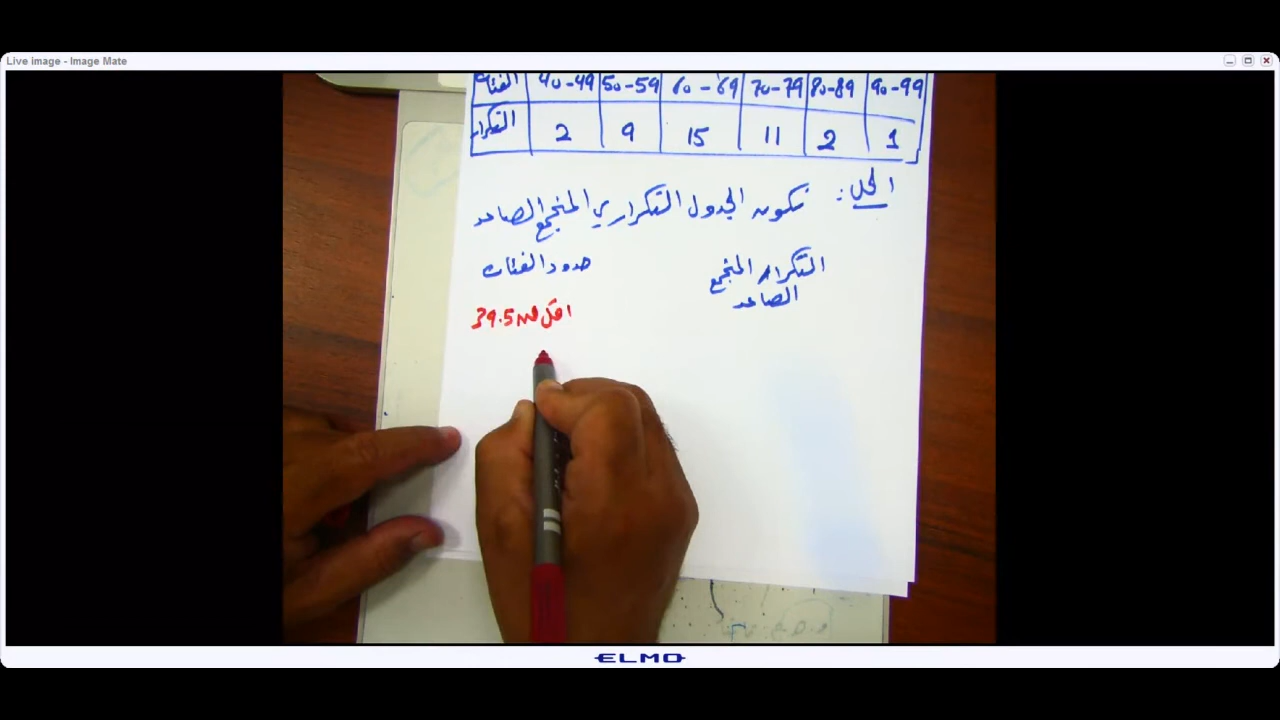 Live image - Image Mate
الفئات 40-49 50-59 60-69 70-79 80-89 90-99
التكرار 2 9 15 11 2 1
الحل:
نكون الجدول التكراري المتجمع الصاعد
حدود الفئات
التكرار المتجمع
الصاعد
اقل من 39.5
ELMO